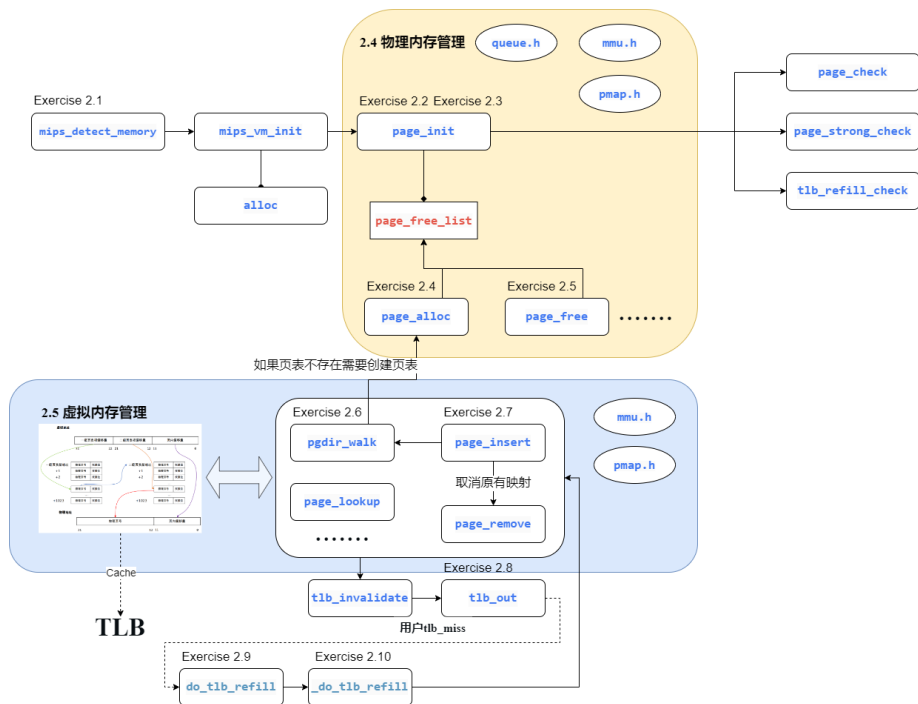 2.4 物理内存管理
queue.h
mmu.h
pmap.h
page_check
Exercise 2.1
Exercise 2.2
Exercise 2.3
mips_detect_memory
mips_vm_init
page_init
page_strong_check
alloc
tlb_refill_check
page_free_list
Exercise 2.4
Exercise 2.5
page_alloc
page_free
.......
如果页表不存在需要创建页表
2.5 虚拟内存管理
Exercise 2.6
Exercise 2.7
mmu.h
pgdir_walk
page_insert
pmap.h
取消原有映射
page_lookup
page_remove
.......
Cache
Exercise 2.8
tlb_invalidate
tlb_out
TLB
用户tlb_miss
Exercise 2.9
Exercise 2.10
do_tlb_refill
_do_tlb_refill